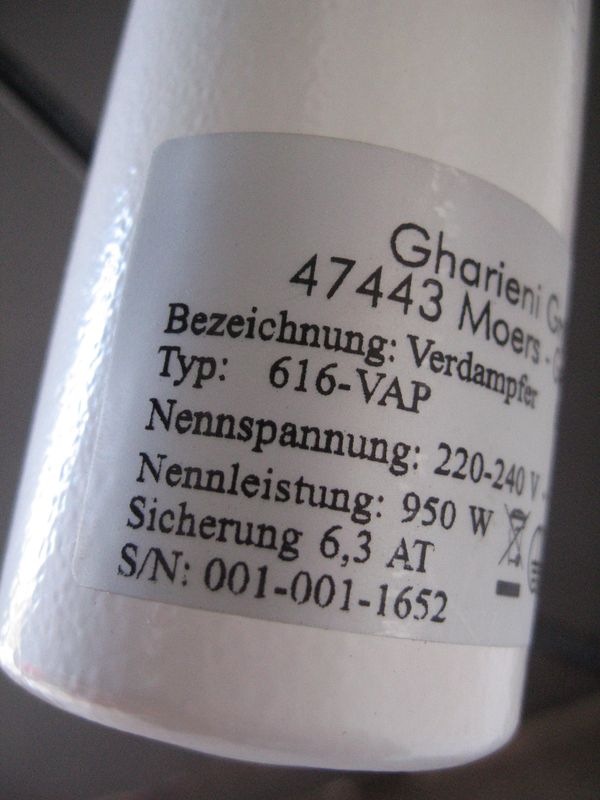 Gharieni
47443 Moers -
Bezeichnung: Verdampfer
Typ: 616-VAP
Nennspannung: 220-240 V
Nennleistung: 950 W
Sicherung 6,3 AT
S/N: 001-001-1652